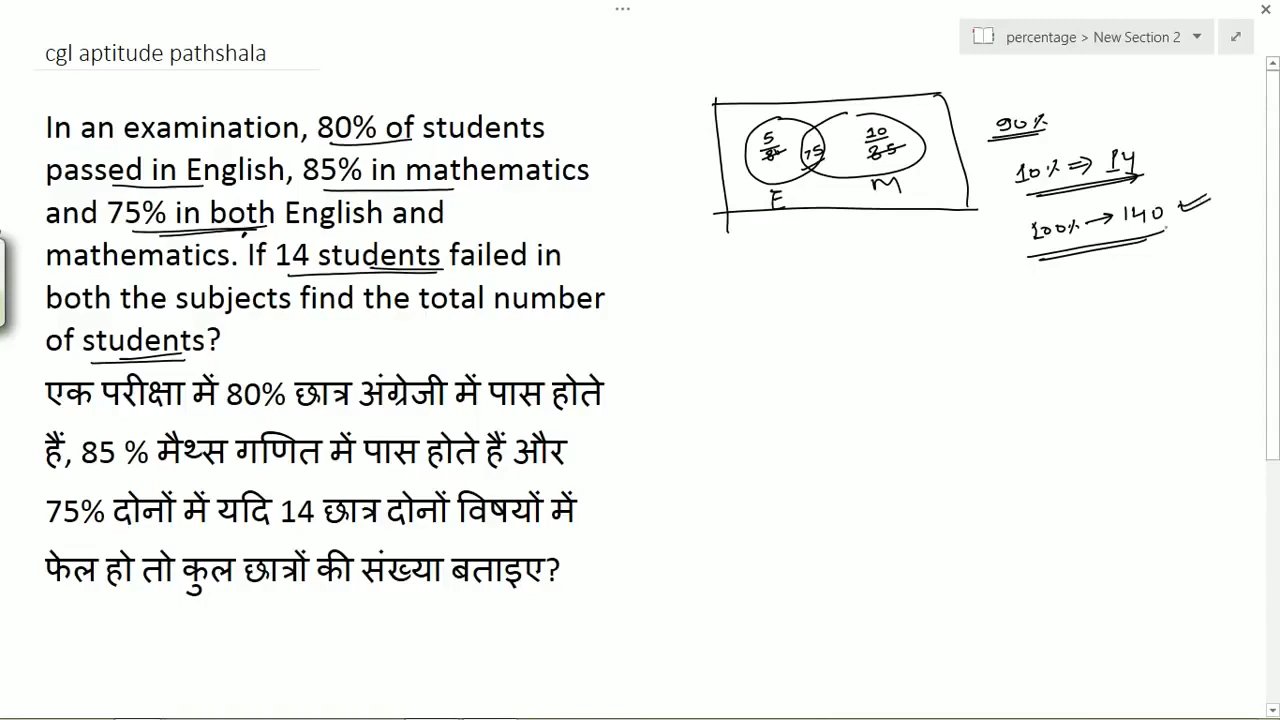 cgl aptitude pathshala
percentage > New Section 2
In an examination, 80% of students
passed in English, 85% in mathematics
and 75% in both English and
mathematics. If 14 students failed in
both the subjects find the total number
of students?
एक परीक्षा में 80% छात्र अंग्रेजी में पास होते
हैं, 85 % मैथ्स गणित में पास होते हैं और
75% दोनों में यदि 14 छात्र दोनों विषयों में
फेल हो तो कुल छात्रों की संख्या बताइए?
5 10
75
E M
90%
10% ⇒ 14
100% → 140